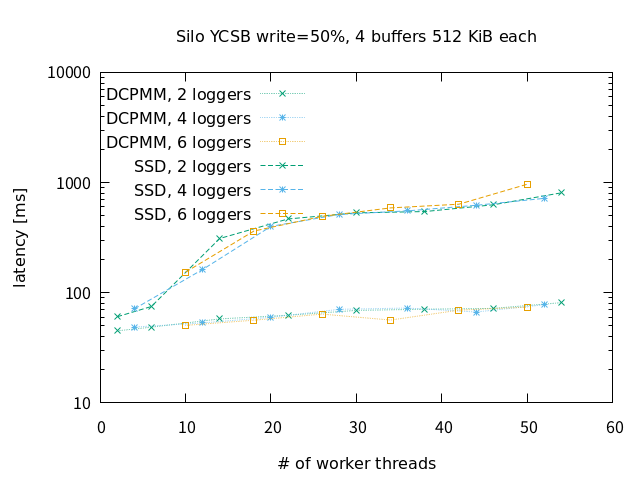 Silo YCSB write=50%, 4 buffers 512 KiB each
10000
1000
100
10
latency [ms]
DCPMM, 2 loggers
DCPMM, 4 loggers
DCPMM, 6 loggers
SSD, 2 loggers
SSD, 4 loggers
SSD, 6 loggers
0 10 20 30 40 50 60
# of worker threads